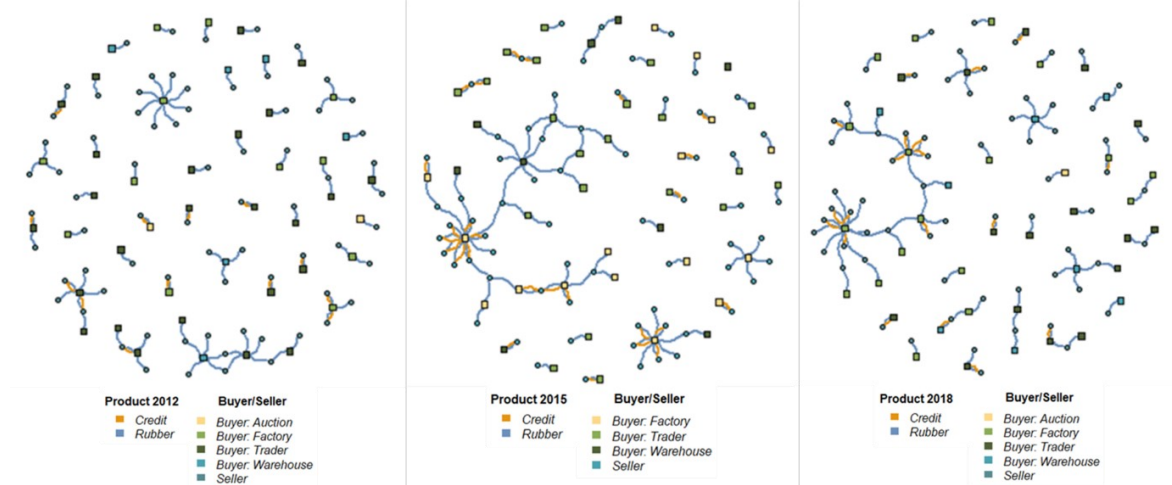 Product 2012
Credit
Rubber
Buyer/Seller
Buyer: Auction
Buyer: Factory
Buyer: Trader
Buyer: Warehouse
Seller
Product 2015
Credit
Rubber
Buyer/Seller
Buyer: Factory
Buyer: Trader
Buyer: Warehouse
Seller
Product 2018
Credit
Rubber
Buyer/Seller
Buyer: Auction
Buyer: Factory
Buyer: Trader
Buyer: Warehouse
Seller